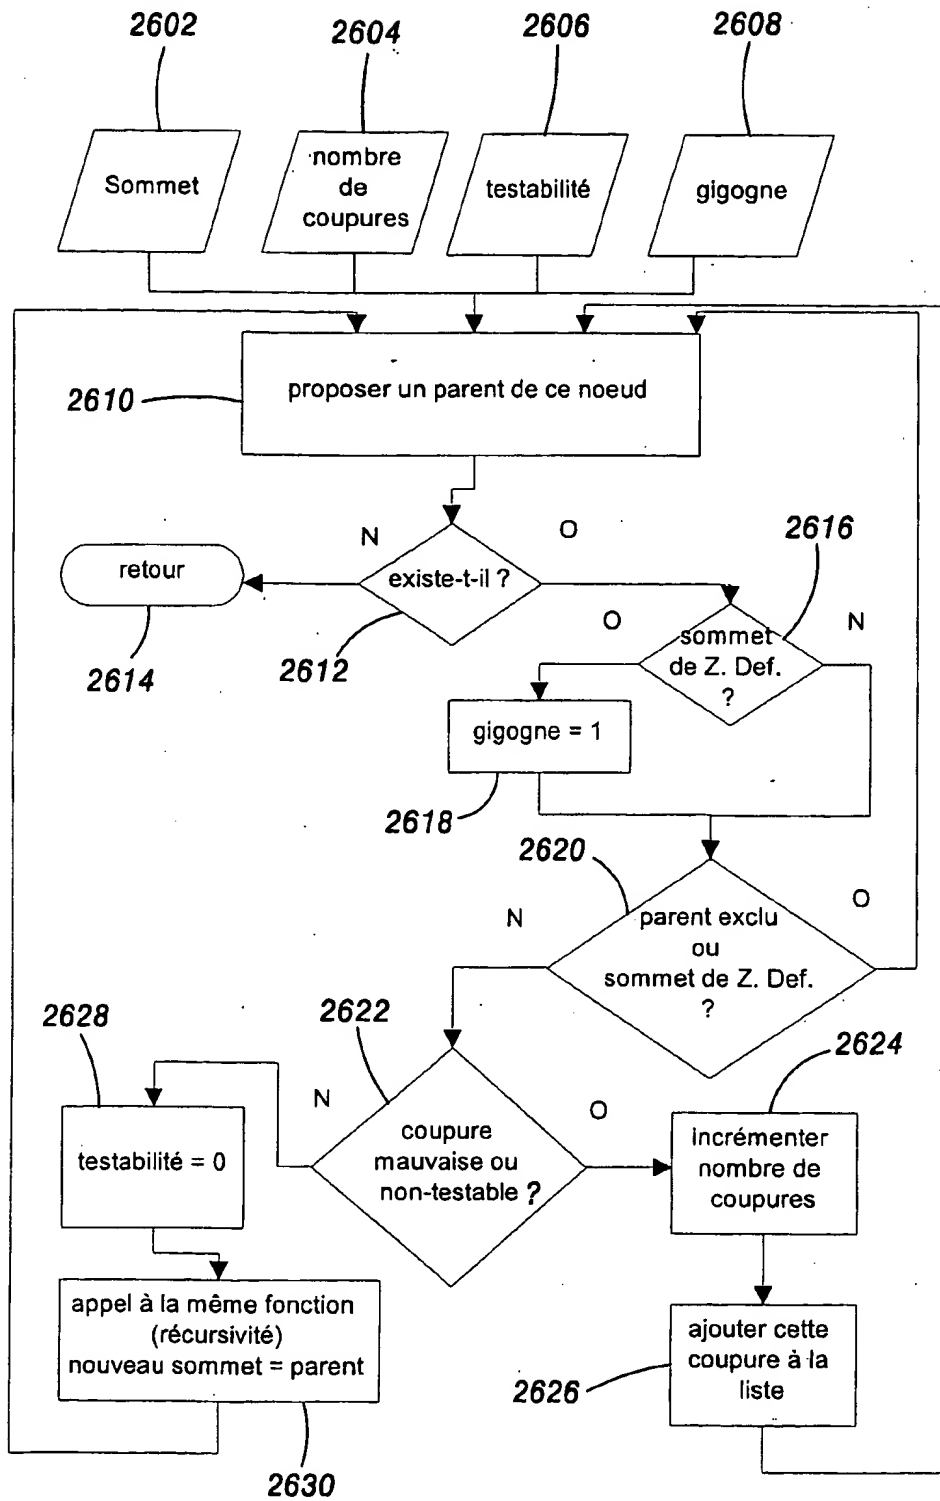 2602
2604
2606
2608
Sommet
nombre
de
coupures
testabilité
gigogne
proposer un parent de ce noeud
2610
N
O
2616
retour
existe-t-il ?
O
N
sommet
de Z. Def.
?
2614
2612
gigogne = 1
2618
2620
N
O
parent exclu
ou
sommet de Z. Def.
?
2628
2622
2624
N
O
testabilité = 0
coupure
mauvaise ou
non-testable ?
incrémenter
nombre de
coupures
appel à la même fonction
(récursivité)
nouveau sommet = parent
ajouter cette
coupure à la
liste
2626
2630